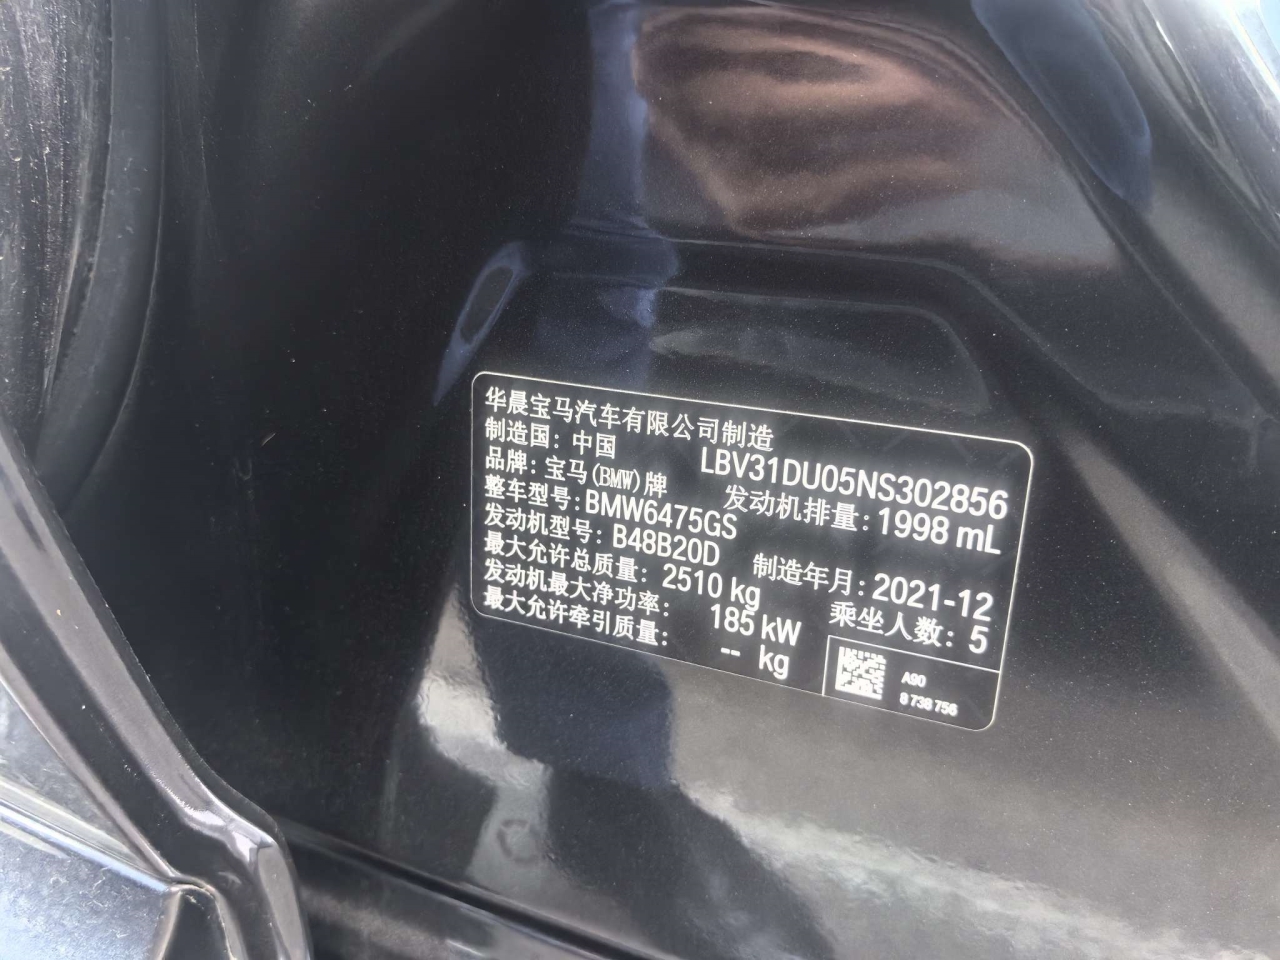 华晨宝马汽车有限公司制造
制造国：中国
LBV31DU05NS302856
品牌：宝马(BMW)牌
发动机排量：1998 mL
整车型号：BMW6475GS
发动机型号：B48B20D
制造年月：2021-12
最大允许总质量：2510 kg
乘坐人数：5
发动机最大净功率：185 kW
最大允许牵引质量：-- kg
A90
8 738 756